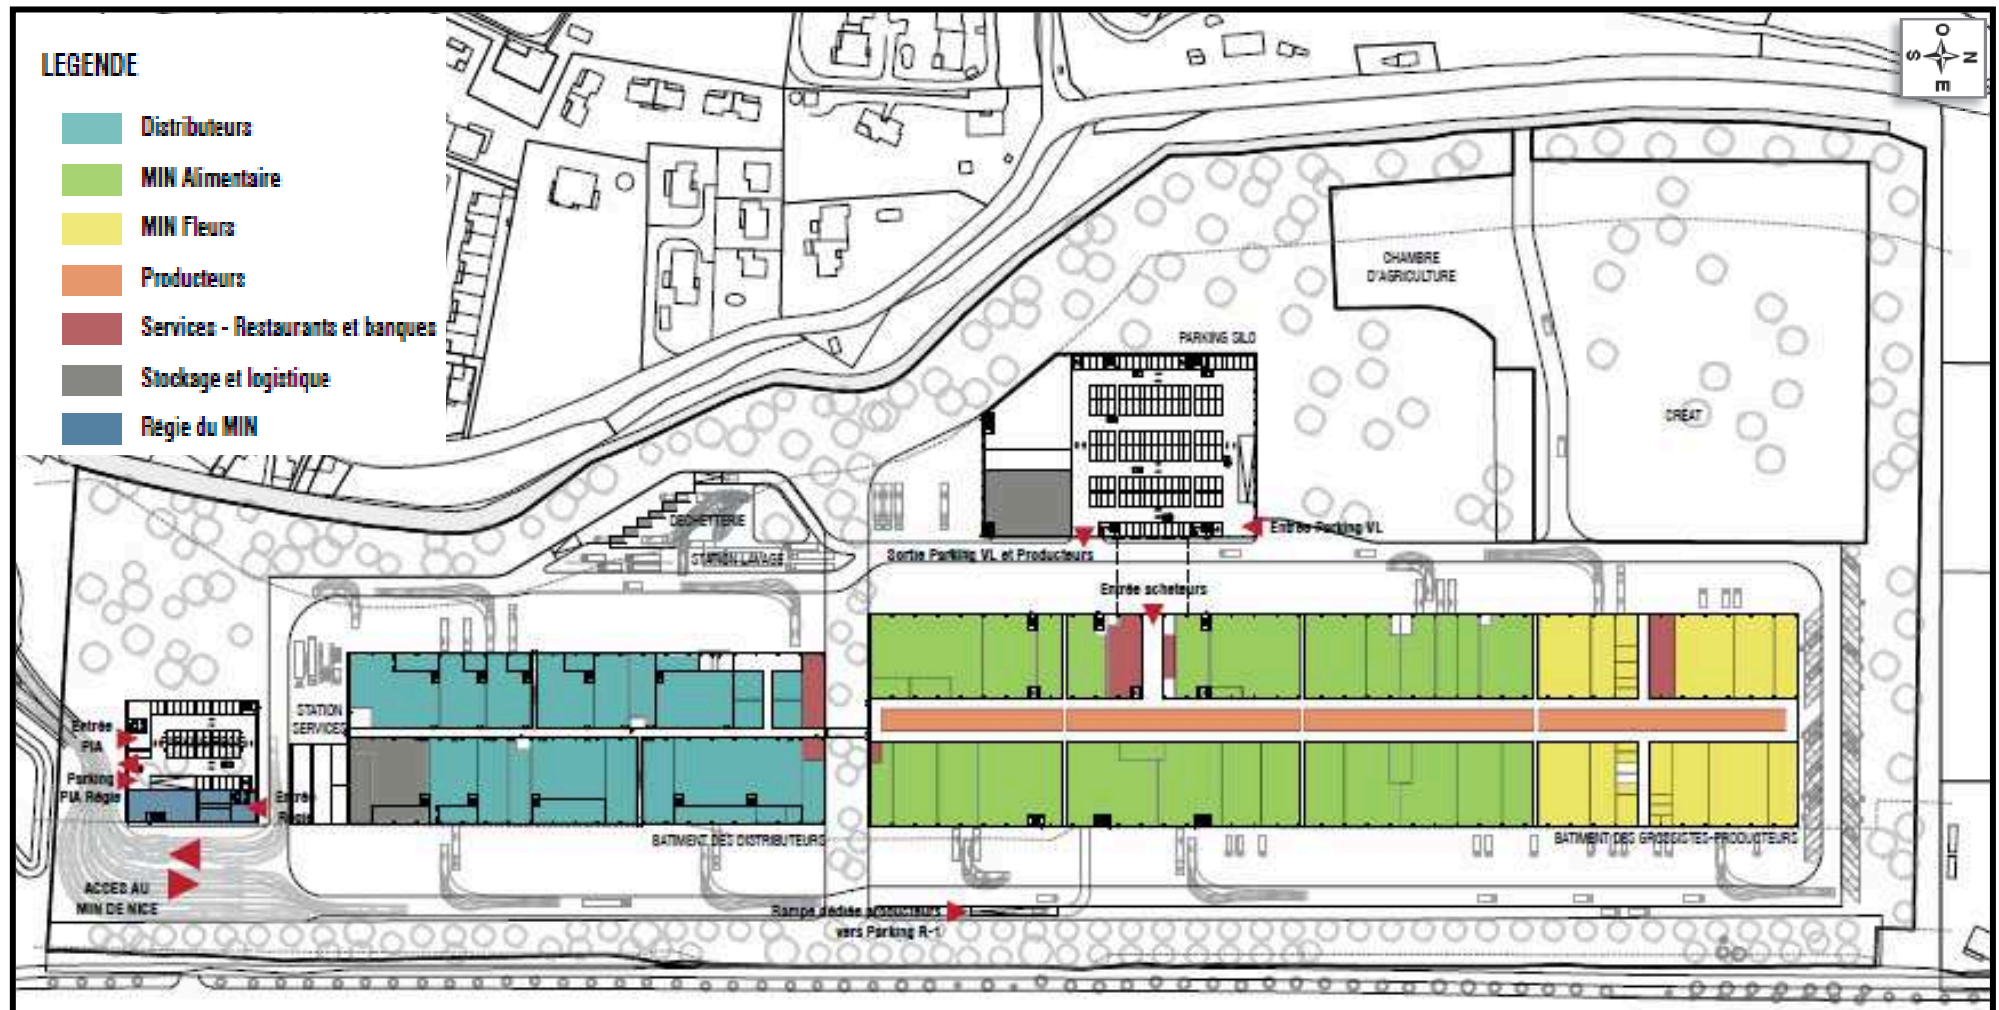 LEGENDE
Distributeurs
MIN Alimentaire
MIN Fleurs
Producteurs
Services - Restaurants et banques
Stockage et logistique
Régie du MIN
O
S
N
E
CHAMBRE
D'AGRICULTURE
PARKING SILO
CREAT
DECHETTERIE
STATION LAVAGE
Entrée Parking VL
Sortie Parking VL et Producteurs
Entrée acheteurs
STATION
SERVICES
Entrée
PIA
Parking
PIA Régie
Entrée
Régie
BATIMENT DES DISTRIBUTEURS
BATIMENT DES GROSSISTES-PRODUCTEURS
ACCES AU
MIN DE NICE
Rampe dédiée producteurs
vers Parking R-1